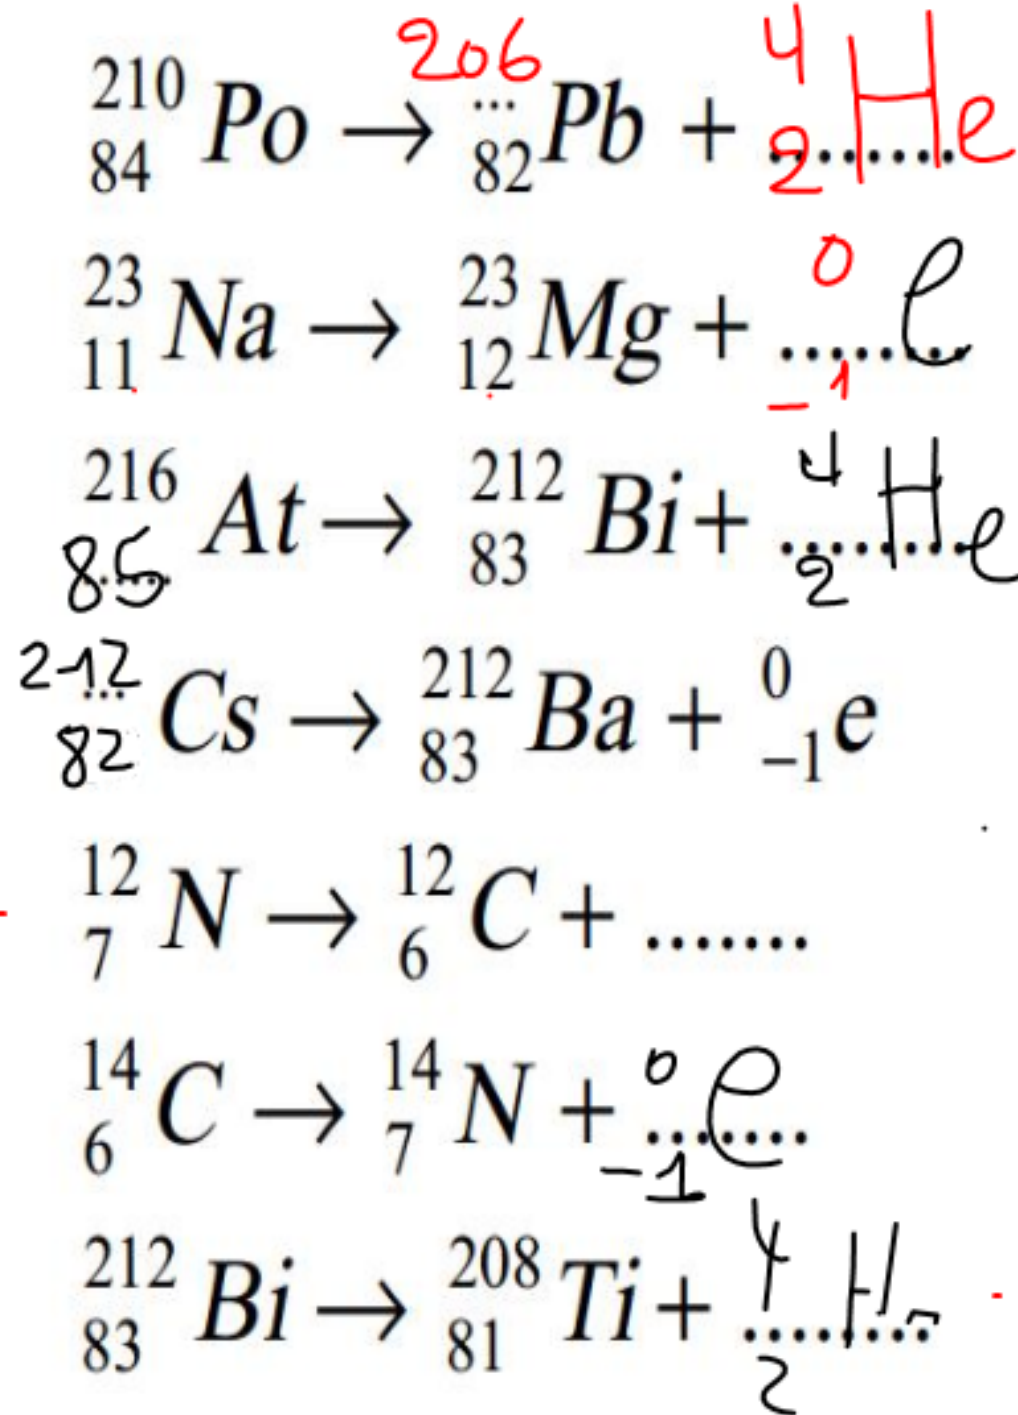 ²¹⁰₈₄Po → ²⁰⁶₈₂Pb + ⁴₂He
²³₁₁Na → ²³₁₂Mg + ⁰₋₁e
²¹⁶₈₅At → ²¹²₈₃Bi + ⁴₂He
²¹²₈₂Cs → ²¹²₈₃Ba + ⁰₋₁e
¹²₇N → ¹²₆C + .......
¹⁴₆C → ¹⁴₇N + ⁰₋₁e
²¹²₈₃Bi → ²⁰⁸₈₁Ti + ⁴₂H